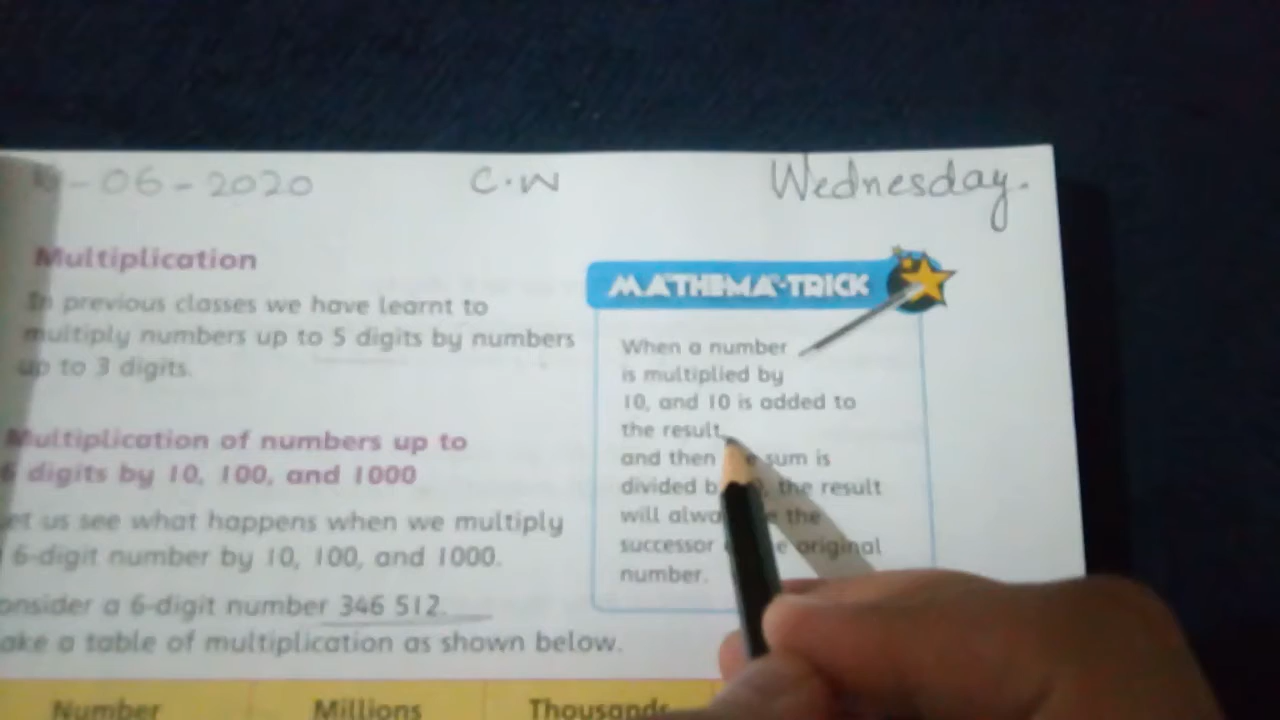 -06-2020 C.W Wednesday.
Multiplication
In previous classes we have learnt to
multiply numbers up to 5 digits by numbers
up to 3 digits.
Multiplication of numbers up to
6 digits by 10, 100, and 1000
et us see what happens when we multiply
6-digit number by 10, 100, and 1000.
onsider a 6-digit number 346 512.
ake a table of multiplication as shown below.
MATHEMA-TRICK
When a number
is multiplied by
10, and 10 is added to
the result,
and then sum is
divided the result
will the
successor original
number.
Number Millions Thousands